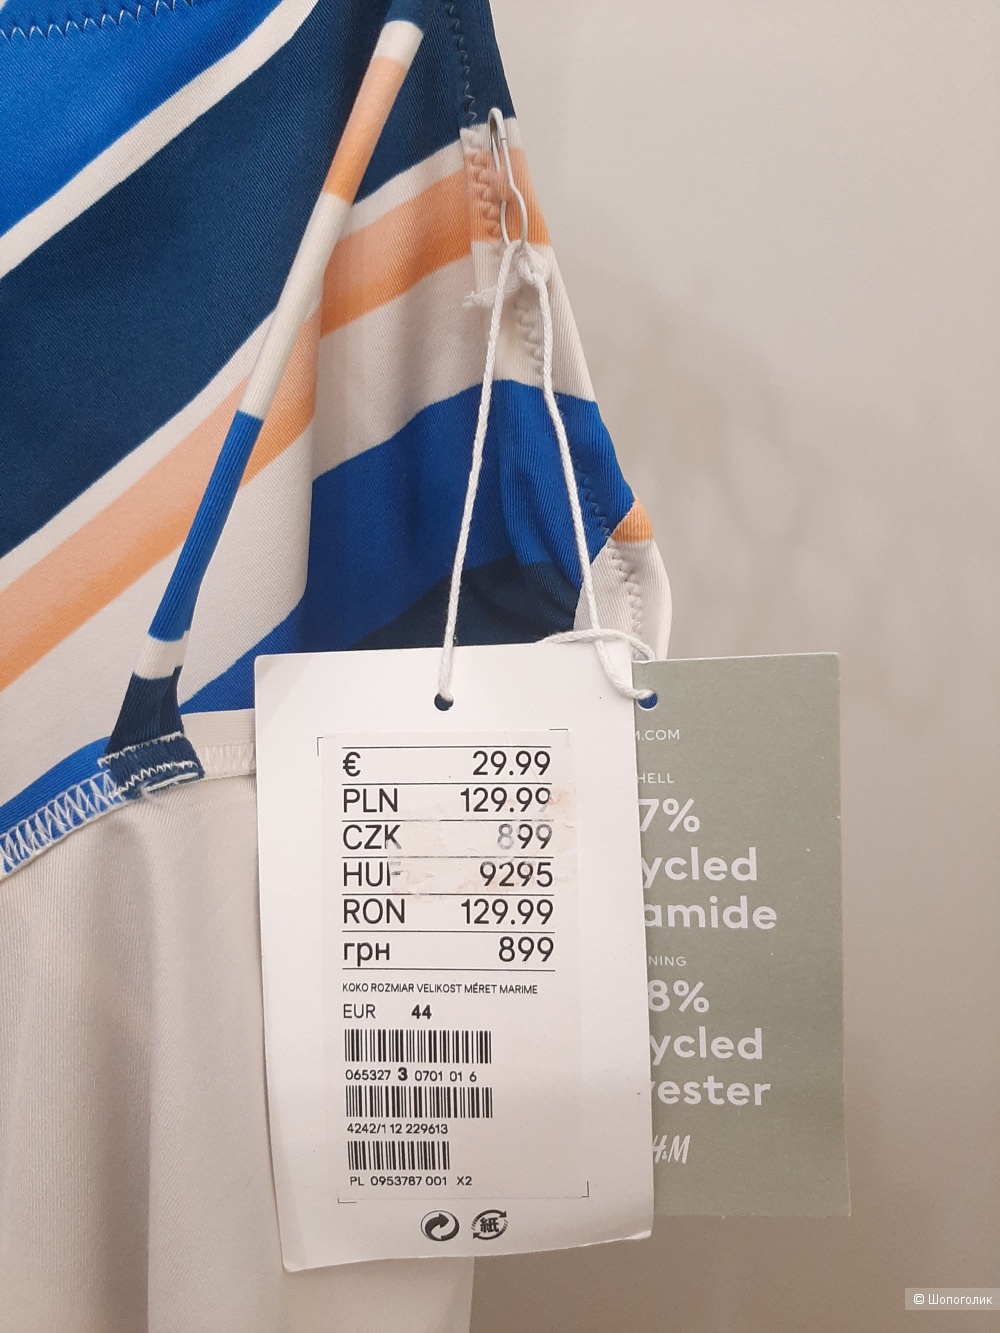 € 29.99
PLN 129.99
CZK 899
HUF 9295
RON 129.99
грн 899
KOKO ROZMIAR VELIKOST MÉRET MARIME
EUR 44
065327 3 0701 01 6
4242/1 12 229613
PL 0953787 001 X2
紙
M.COM
HELL
7%
ycled
amide
NING
8%
ycled
ester
H&M
© Шопоголик